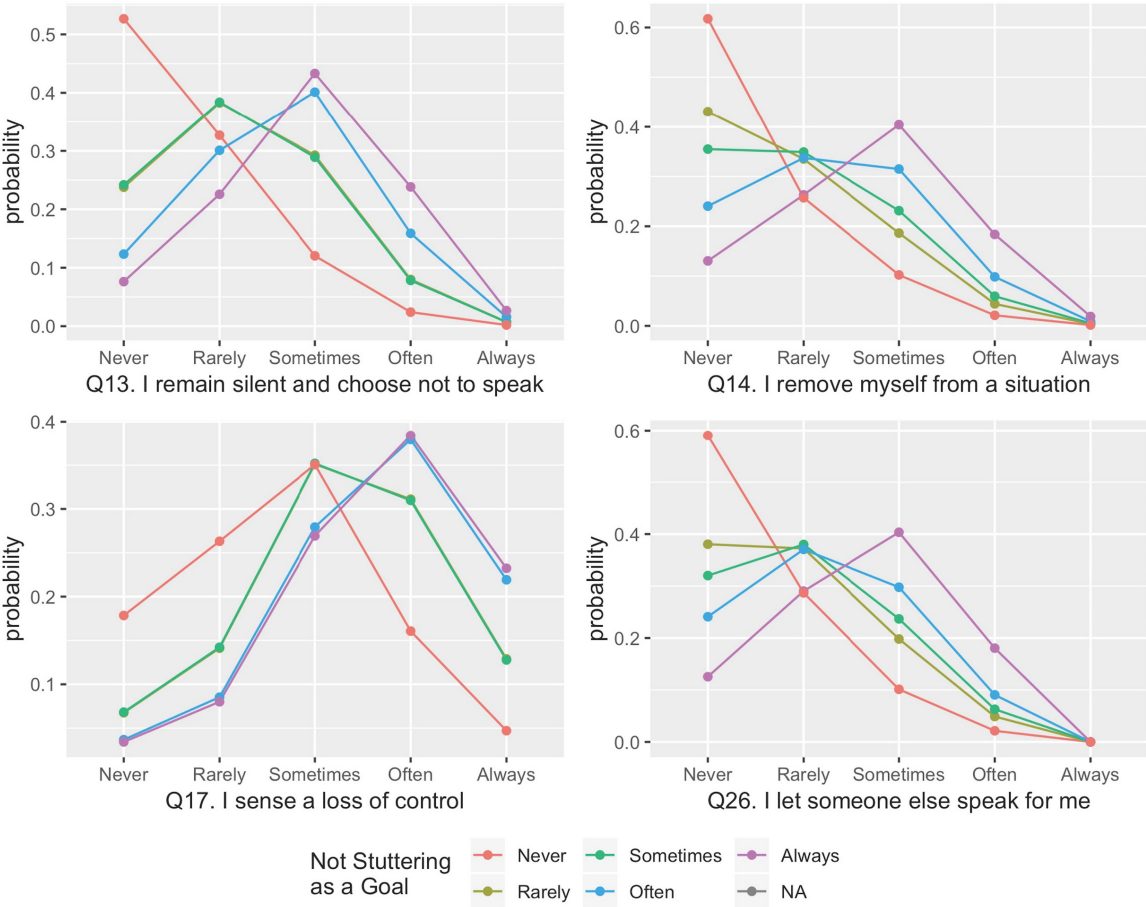 0.5
0.4
0.3
0.2
0.1
0.0
probability
Never Rarely Sometimes Often Always
Q13. I remain silent and choose not to speak
0.6
0.4
0.2
0.0
probability
Never Rarely Sometimes Often Always
Q14. I remove myself from a situation
0.4
0.3
0.2
0.1
probability
Never Rarely Sometimes Often Always
Q17. I sense a loss of control
0.6
0.4
0.2
0.0
probability
Never Rarely Sometimes Often Always
Q26. I let someone else speak for me
Not Stuttering
as a Goal
Never Sometimes Always
Rarely Often NA